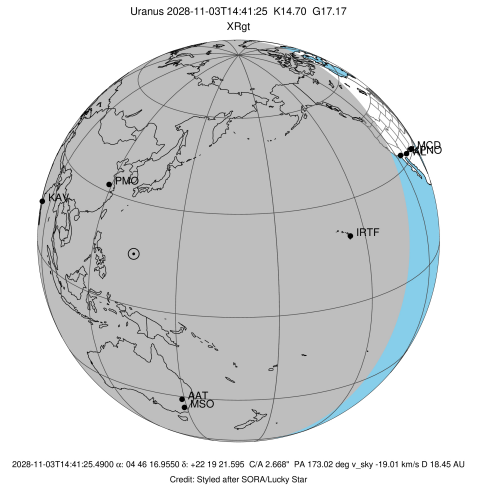 Uranus 2028-11-03T14:41:25 K14.70 G17.17
XRgt
MCD
KPNO
PMO
KAV
IRTF
AAT
MSO
2028-11-03T14:41:25.4900 α: 04 46 16.9550 δ: +22 19 21.595 C/A 2.668" PA 173.02 deg v_sky -19.01 km/s D 18.45 AU
Credit: Styled after SORA/Lucky Star